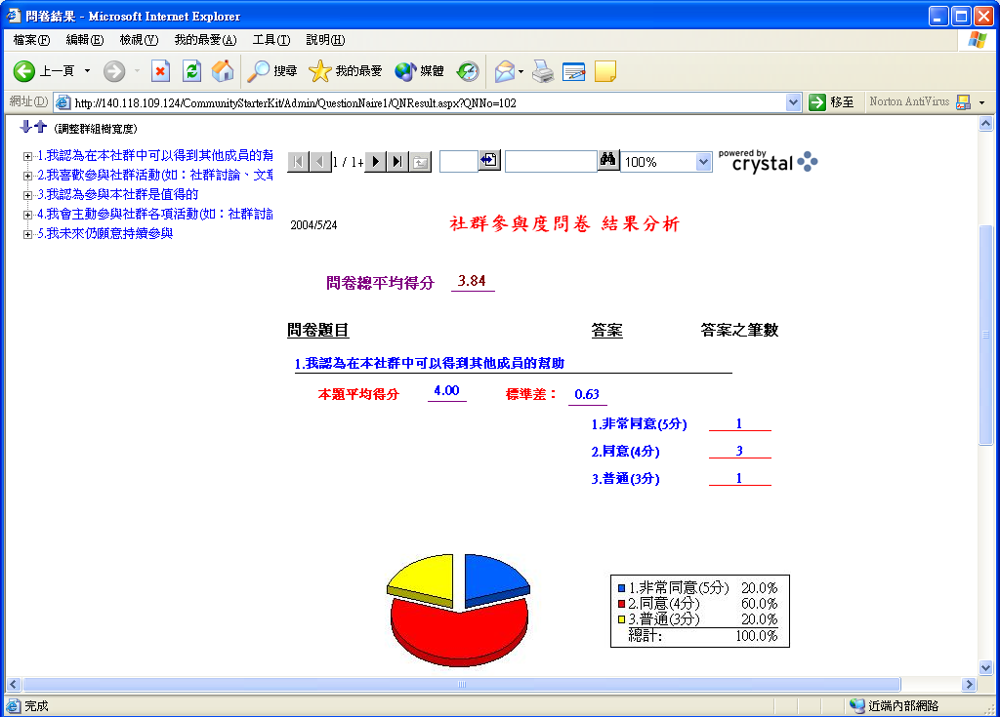 問卷結果 - Microsoft Internet Explorer
檔案(F) 編輯(E) 檢視(V) 我的最愛(A) 工具(T) 說明(H)
上一頁 搜尋 我的最愛 媒體
網址(D) http://140.118.109.124/CommunityStarterKit/Admin/QuestionNaire1/QNResult.aspx?QNNo=102 移至 Norton AntiVirus
(調整群組樹寬度)
1.我認為在本社群中可以得到其他成員的幫
2.我喜歡參與社群活動(如：社群討論、文章
3.我認為參與本社群是值得的
4.我會主動參與社群各項活動(如：社群討論
5.我未來仍願意持續參與
1 / 1+ 100% powered by crystal
2004/5/24 社群參與度問卷 結果分析
問卷總平均得分 3.84
問卷題目 答案 答案之筆數
1.我認為在本社群中可以得到其他成員的幫助
本題平均得分 4.00 標準差： 0.63
1.非常同意(5分) 1
2.同意(4分) 3
3.普通(3分) 1
1.非常同意(5分) 20.0%
2.同意(4分) 60.0%
3.普通(3分) 20.0%
總計: 100.0%
完成 近端內部網路